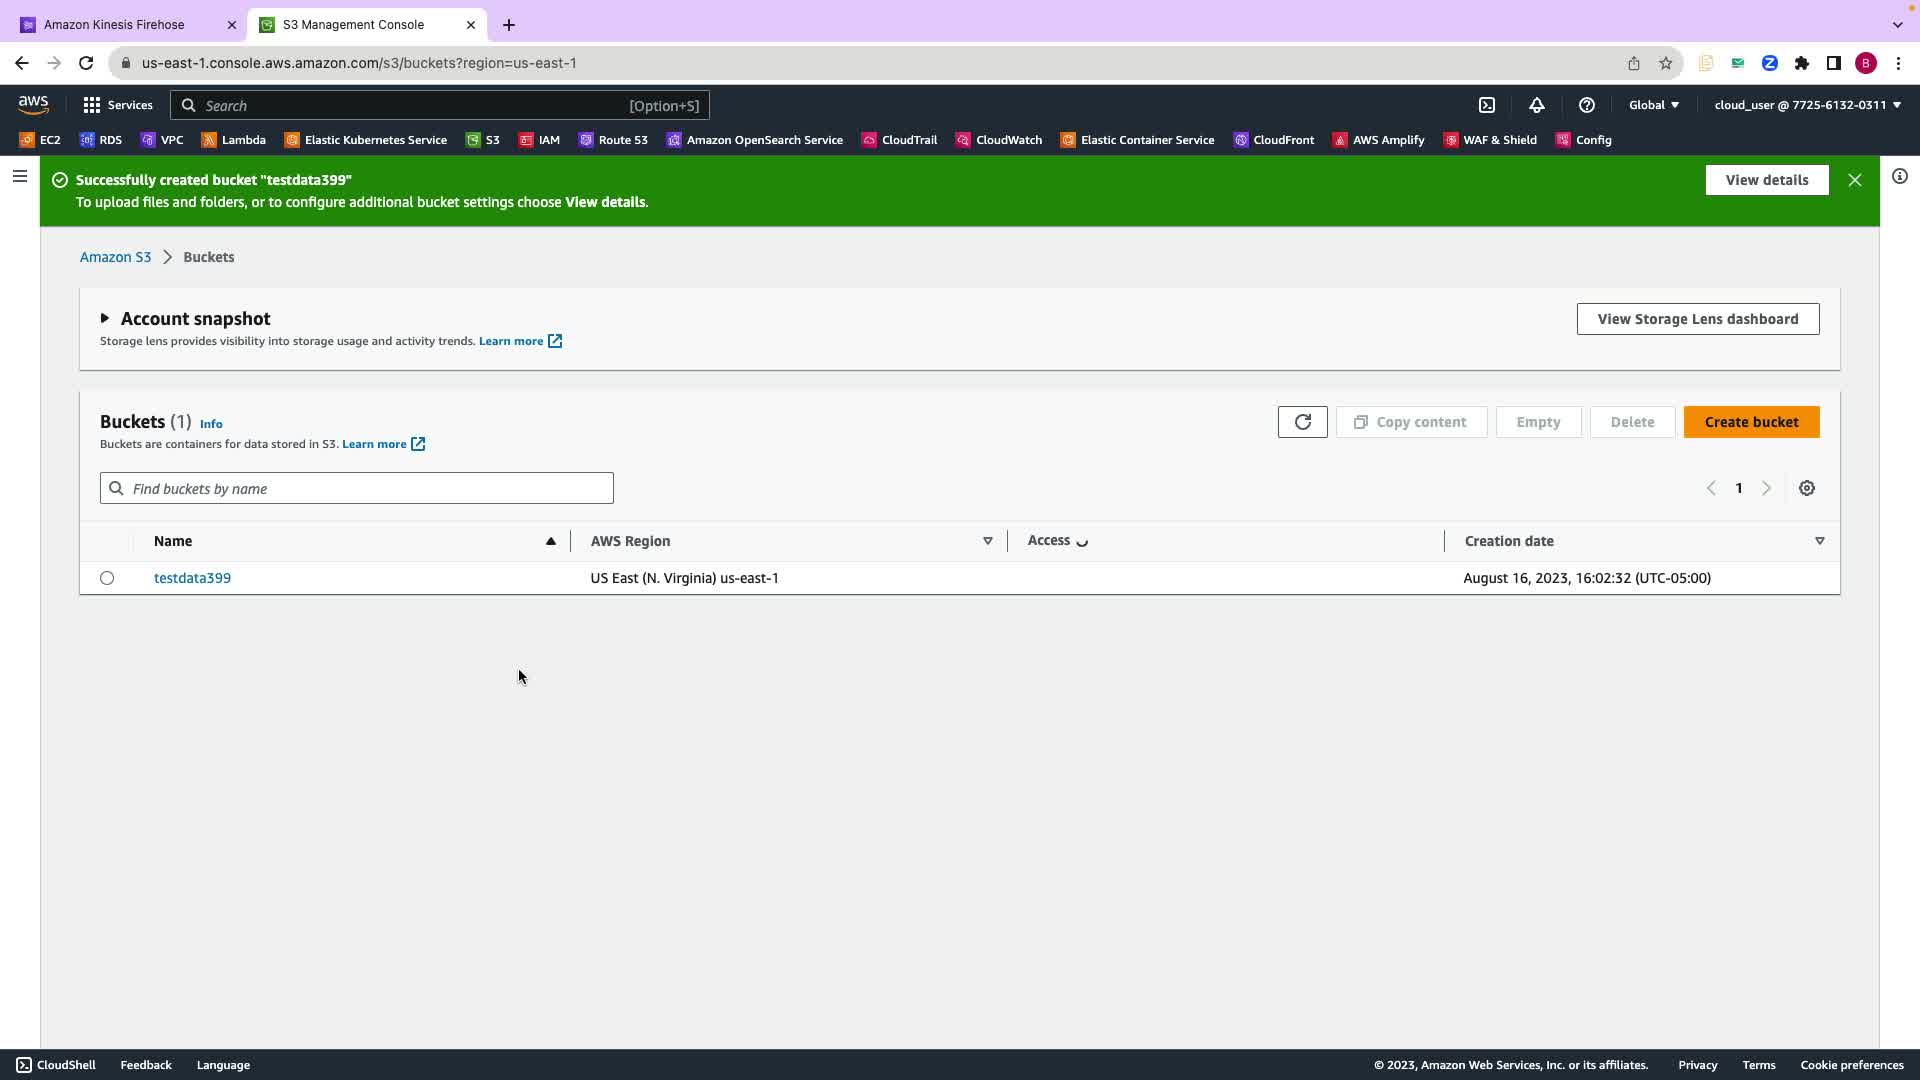 Amazon Kinesis Firehose
S3 Management Console
us-east-1.console.aws.amazon.com/s3/buckets?region=us-east-1
B
aws
Services
Search
[Option+S]
Global
cloud_user @ 7725-6132-0311
EC2
RDS
VPC
Lambda
Elastic Kubernetes Service
S3
IAM
Route 53
Amazon OpenSearch Service
CloudTrail
CloudWatch
Elastic Container Service
CloudFront
AWS Amplify
WAF & Shield
Config
Successfully created bucket "testdata399"
To upload files and folders, or to configure additional bucket settings choose View details.
View details
Amazon S3
Buckets
Account snapshot
Storage lens provides visibility into storage usage and activity trends. Learn more
View Storage Lens dashboard
Buckets (1) Info
Buckets are containers for data stored in S3. Learn more
Copy content
Empty
Delete
Create bucket
Find buckets by name
1
Name
AWS Region
Access
Creation date
testdata399
US East (N. Virginia) us-east-1
August 16, 2023, 16:02:32 (UTC-05:00)
CloudShell
Feedback
Language
© 2023, Amazon Web Services, Inc. or its affiliates.
Privacy
Terms
Cookie preferences